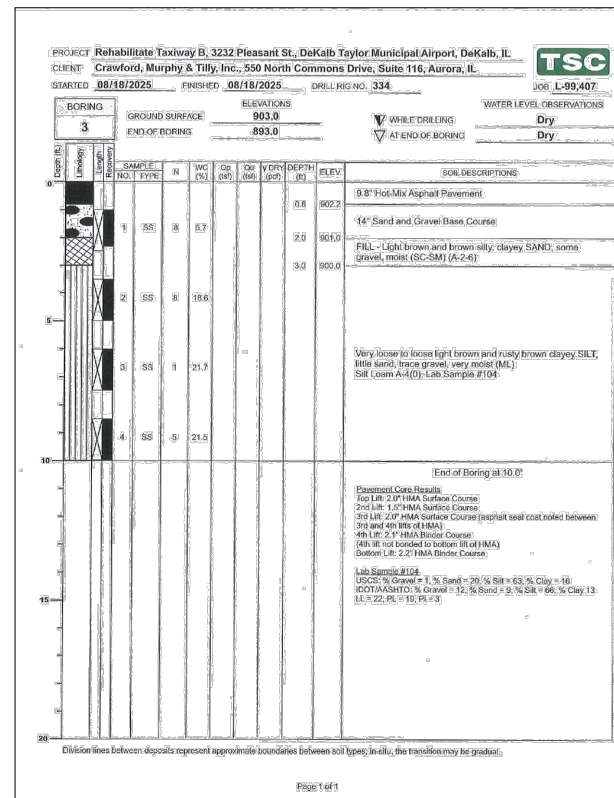 PROJECT Rehabilitate Taxiway B, 3232 Pleasant St., DeKalb Taylor Municipal Airport, DeKalb, IL
CLIENT Crawford, Murphy & Tilly, Inc., 550 North Commons Drive, Suite 116, Aurora, IL
TSC
STARTED 08/18/2025 FINISHED 08/18/2025 DRILL RIG NO. 334 JOB L-99,407
BORING
3
ELEVATIONS
GROUND SURFACE 903.0
END OF BORING 893.0
WATER LEVEL OBSERVATIONS
WHILE DRILLING Dry
AT END OF BORING Dry
Depth (ft.) Lithology Length Recovery SAMPLE NO. TYPE N WC (%) Qp (tsf) Qu (tsf) γ DRY (pcf) DEPTH (ft) ELEV. SOIL DESCRIPTIONS
0
9.8" Hot-Mix Asphalt Pavement
0.8 902.2
14" Sand and Gravel Base Course
1 SS 8 5.7
2.0 901.0
FILL - Light brown and brown silty, clayey SAND, some
gravel, moist (SC-SM) (A-2-6)
3.0 900.0
2 SS 8 18.6
5
Very loose to loose light brown and rusty brown clayey SILT,
little sand, trace gravel, very moist (ML)
Silt Loam A-4(0); Lab Sample #104
3 SS 1 21.7
4 SS 5 21.5
10
End of Boring at 10.0'
Pavement Core Results
Top Lift: 2.0" HMA Surface Course
2nd Lift: 1.5" HMA Surface Course
3rd Lift: 2.0" HMA Surface Course (asphalt seal coat noted between
3rd and 4th lifts of HMA)
4th Lift: 2.1" HMA Binder Course
(4th lift not bonded to bottom lift of HMA)
Bottom Lift: 2.2" HMA Binder Course
Lab Sample #104
USCS: % Gravel = 1, % Sand = 20, % Silt = 63, % Clay = 16
IDOT/AASHTO: % Gravel = 12, % Sand = 9, % Silt = 66, % Clay 13
LL = 22, PL = 19, PI = 3
15
20
Division lines between deposits represent approximate boundaries between soil types; in-situ, the transition may be gradual.
Page 1 of 1